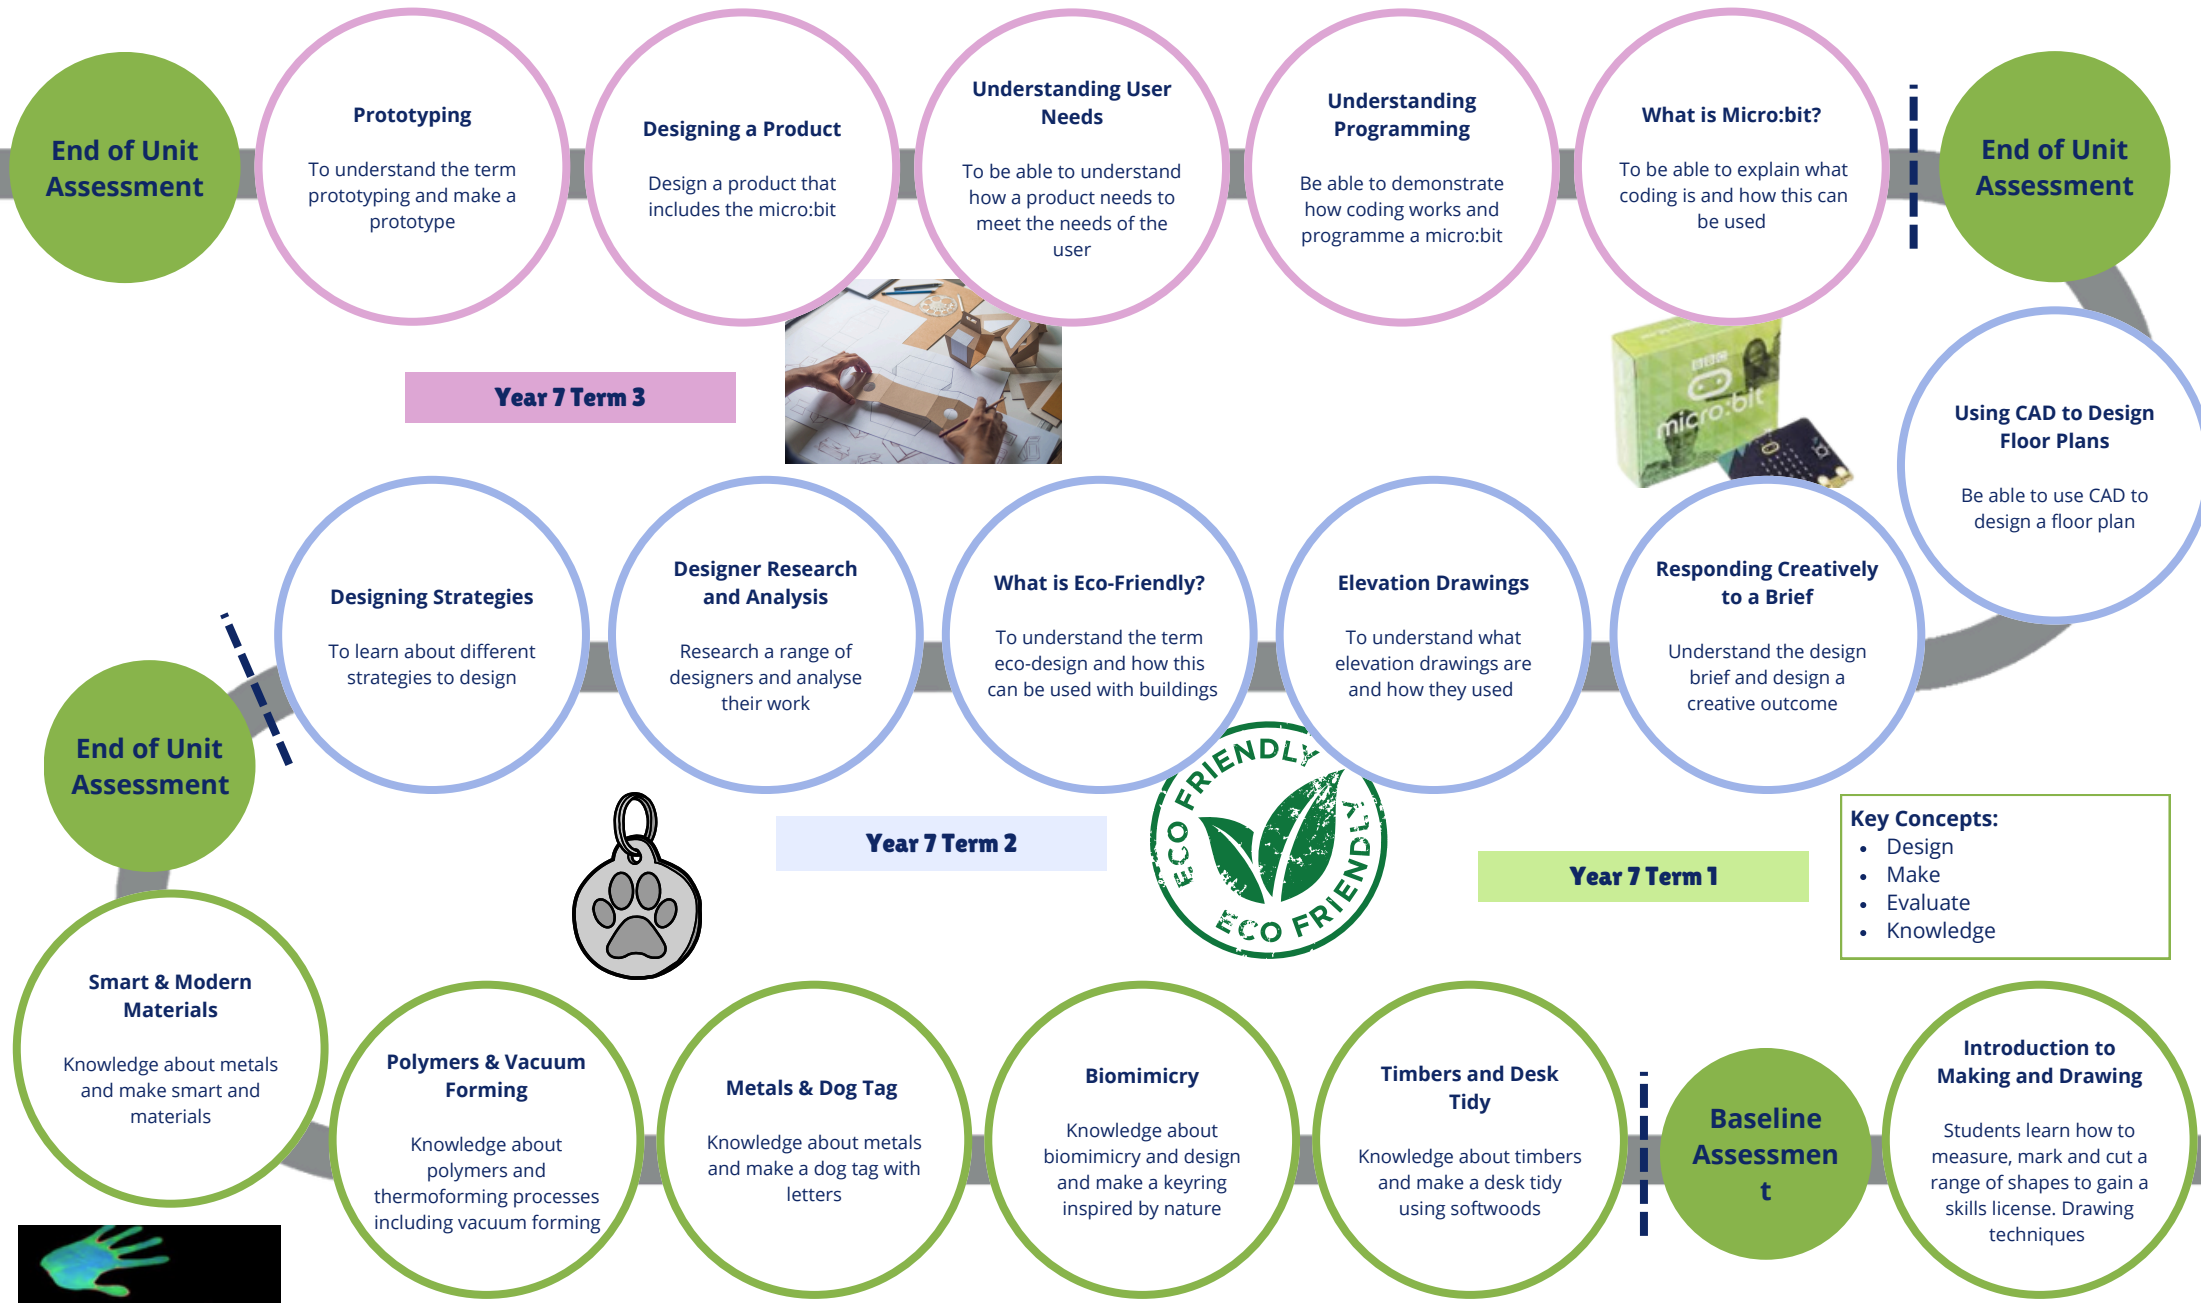 End of Unit
Assessment
Prototyping
To understand the term
prototyping and make a
prototype
Designing a Product
Design a product that
includes the micro:bit
Understanding User
Needs
To be able to understand
how a product needs to
meet the needs of the
user
Understanding
Programming
Be able to demonstrate
how coding works and
programme a micro:bit
What is Micro:bit?
To be able to explain what
coding is and how this can
be used
End of Unit
Assessment
Year 7 Term 3
BBC
micro:bit
Using CAD to Design
Floor Plans
Be able to use CAD to
design a floor plan
Designing Strategies
To learn about different
strategies to design
Designer Research
and Analysis
Research a range of
designers and analyse
their work
What is Eco-Friendly?
To understand the term
eco-design and how this
can be used with buildings
Elevation Drawings
To understand what
elevation drawings are
and how they used
Responding Creatively
to a Brief
Understand the design
brief and design a
creative outcome
End of Unit
Assessment
Year 7 Term 2
ECO FRIENDLY
ECO FRIENDLY
Year 7 Term 1
Key Concepts:
• Design
• Make
• Evaluate
• Knowledge
Smart & Modern
Materials
Knowledge about metals
and make smart and
materials
Polymers & Vacuum
Forming
Knowledge about
polymers and
thermoforming processes
including vacuum forming
Metals & Dog Tag
Knowledge about metals
and make a dog tag with
letters
Biomimicry
Knowledge about
biomimicry and design
and make a keyring
inspired by nature
Timbers and Desk
Tidy
Knowledge about timbers
and make a desk tidy
using softwoods
Baseline
Assessmen
t
Introduction to
Making and Drawing
Students learn how to
measure, mark and cut a
range of shapes to gain a
skills license. Drawing
techniques